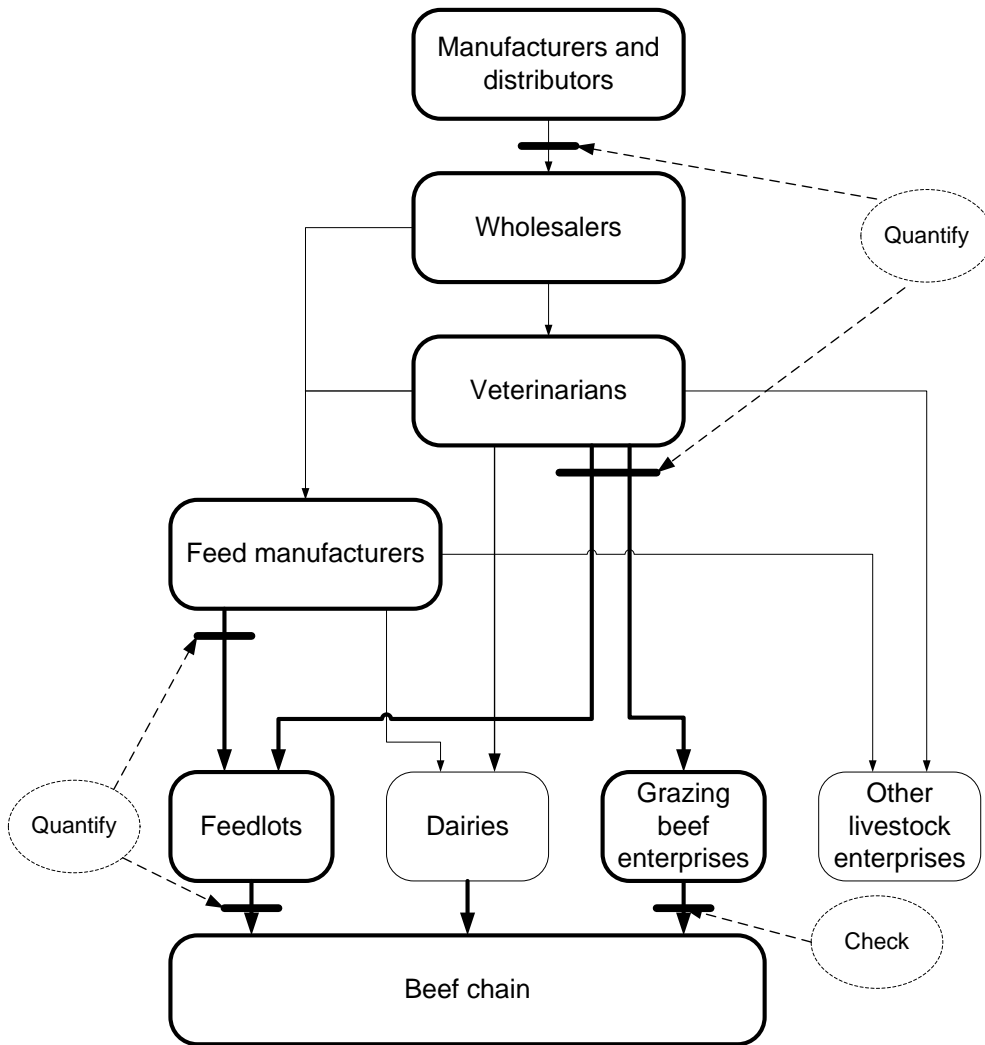 Manufacturers and
distributors
Wholesalers
Quantify
Veterinarians
Feed manufacturers
Quantify
Feedlots
Dairies
Grazing
beef
enterprises
Other
livestock
enterprises
Check
Beef chain